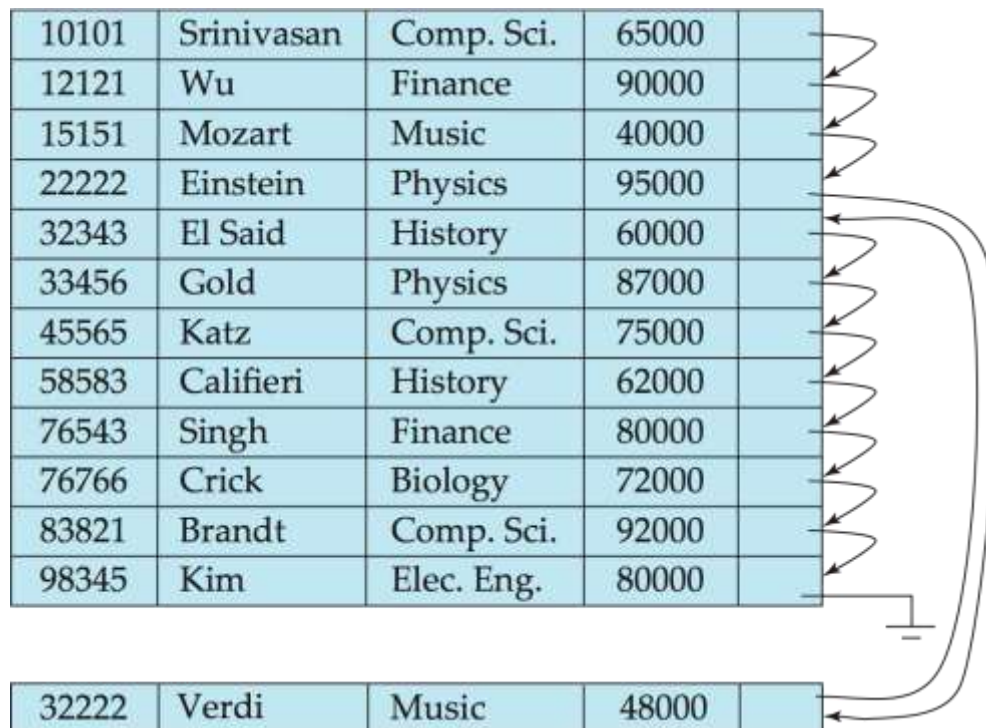 10101 Srinivasan Comp. Sci. 65000
12121 Wu Finance 90000
15151 Mozart Music 40000
22222 Einstein Physics 95000
32343 El Said History 60000
33456 Gold Physics 87000
45565 Katz Comp. Sci. 75000
58583 Califieri History 62000
76543 Singh Finance 80000
76766 Crick Biology 72000
83821 Brandt Comp. Sci. 92000
98345 Kim Elec. Eng. 80000
32222 Verdi Music 48000